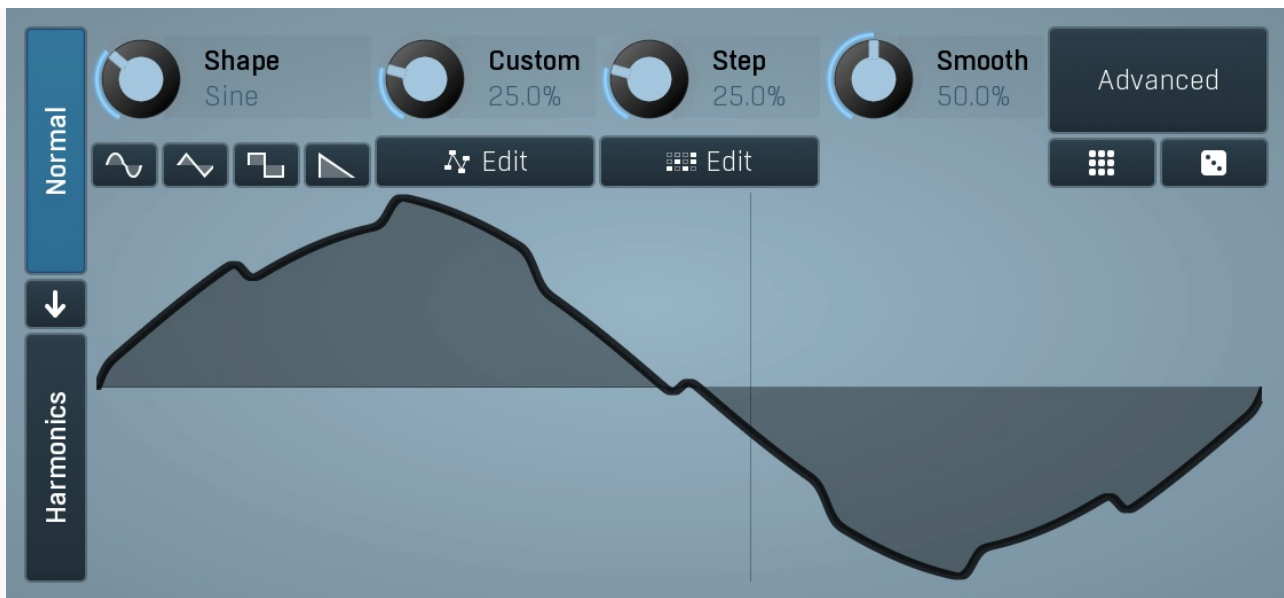 Normal
Harmonics
Shape
Sine
Custom
25.0%
Step
25.0%
Smooth
50.0%
Advanced
Edit
Edit